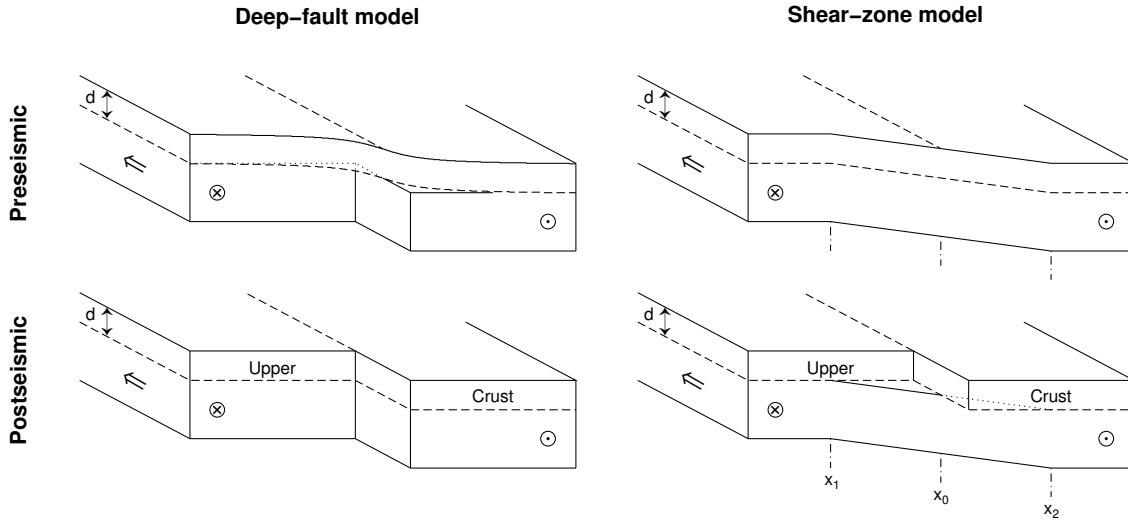 Deep–fault model
Shear–zone model
Preseismic
d
d
Postseismic
d
Upper
Crust
d
Upper
Crust
x1
x0
x2